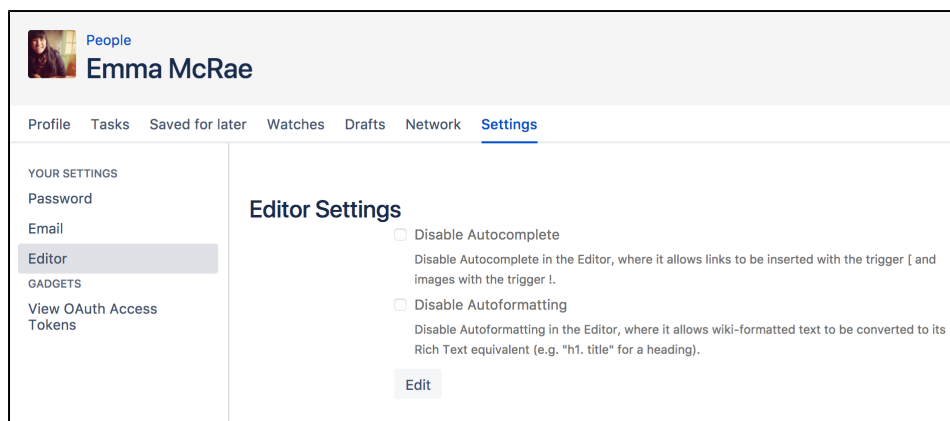 People
Emma McRae
Profile Tasks Saved for later Watches Drafts Network Settings
YOUR SETTINGS
Password
Email
Editor
GADGETS
View OAuth Access
Tokens
Editor Settings
Disable Autocomplete
Disable Autocomplete in the Editor, where it allows links to be inserted with the trigger [ and
images with the trigger !.
Disable Autoformatting
Disable Autoformatting in the Editor, where it allows wiki-formatted text to be converted to its
Rich Text equivalent (e.g. "h1. title" for a heading).
Edit